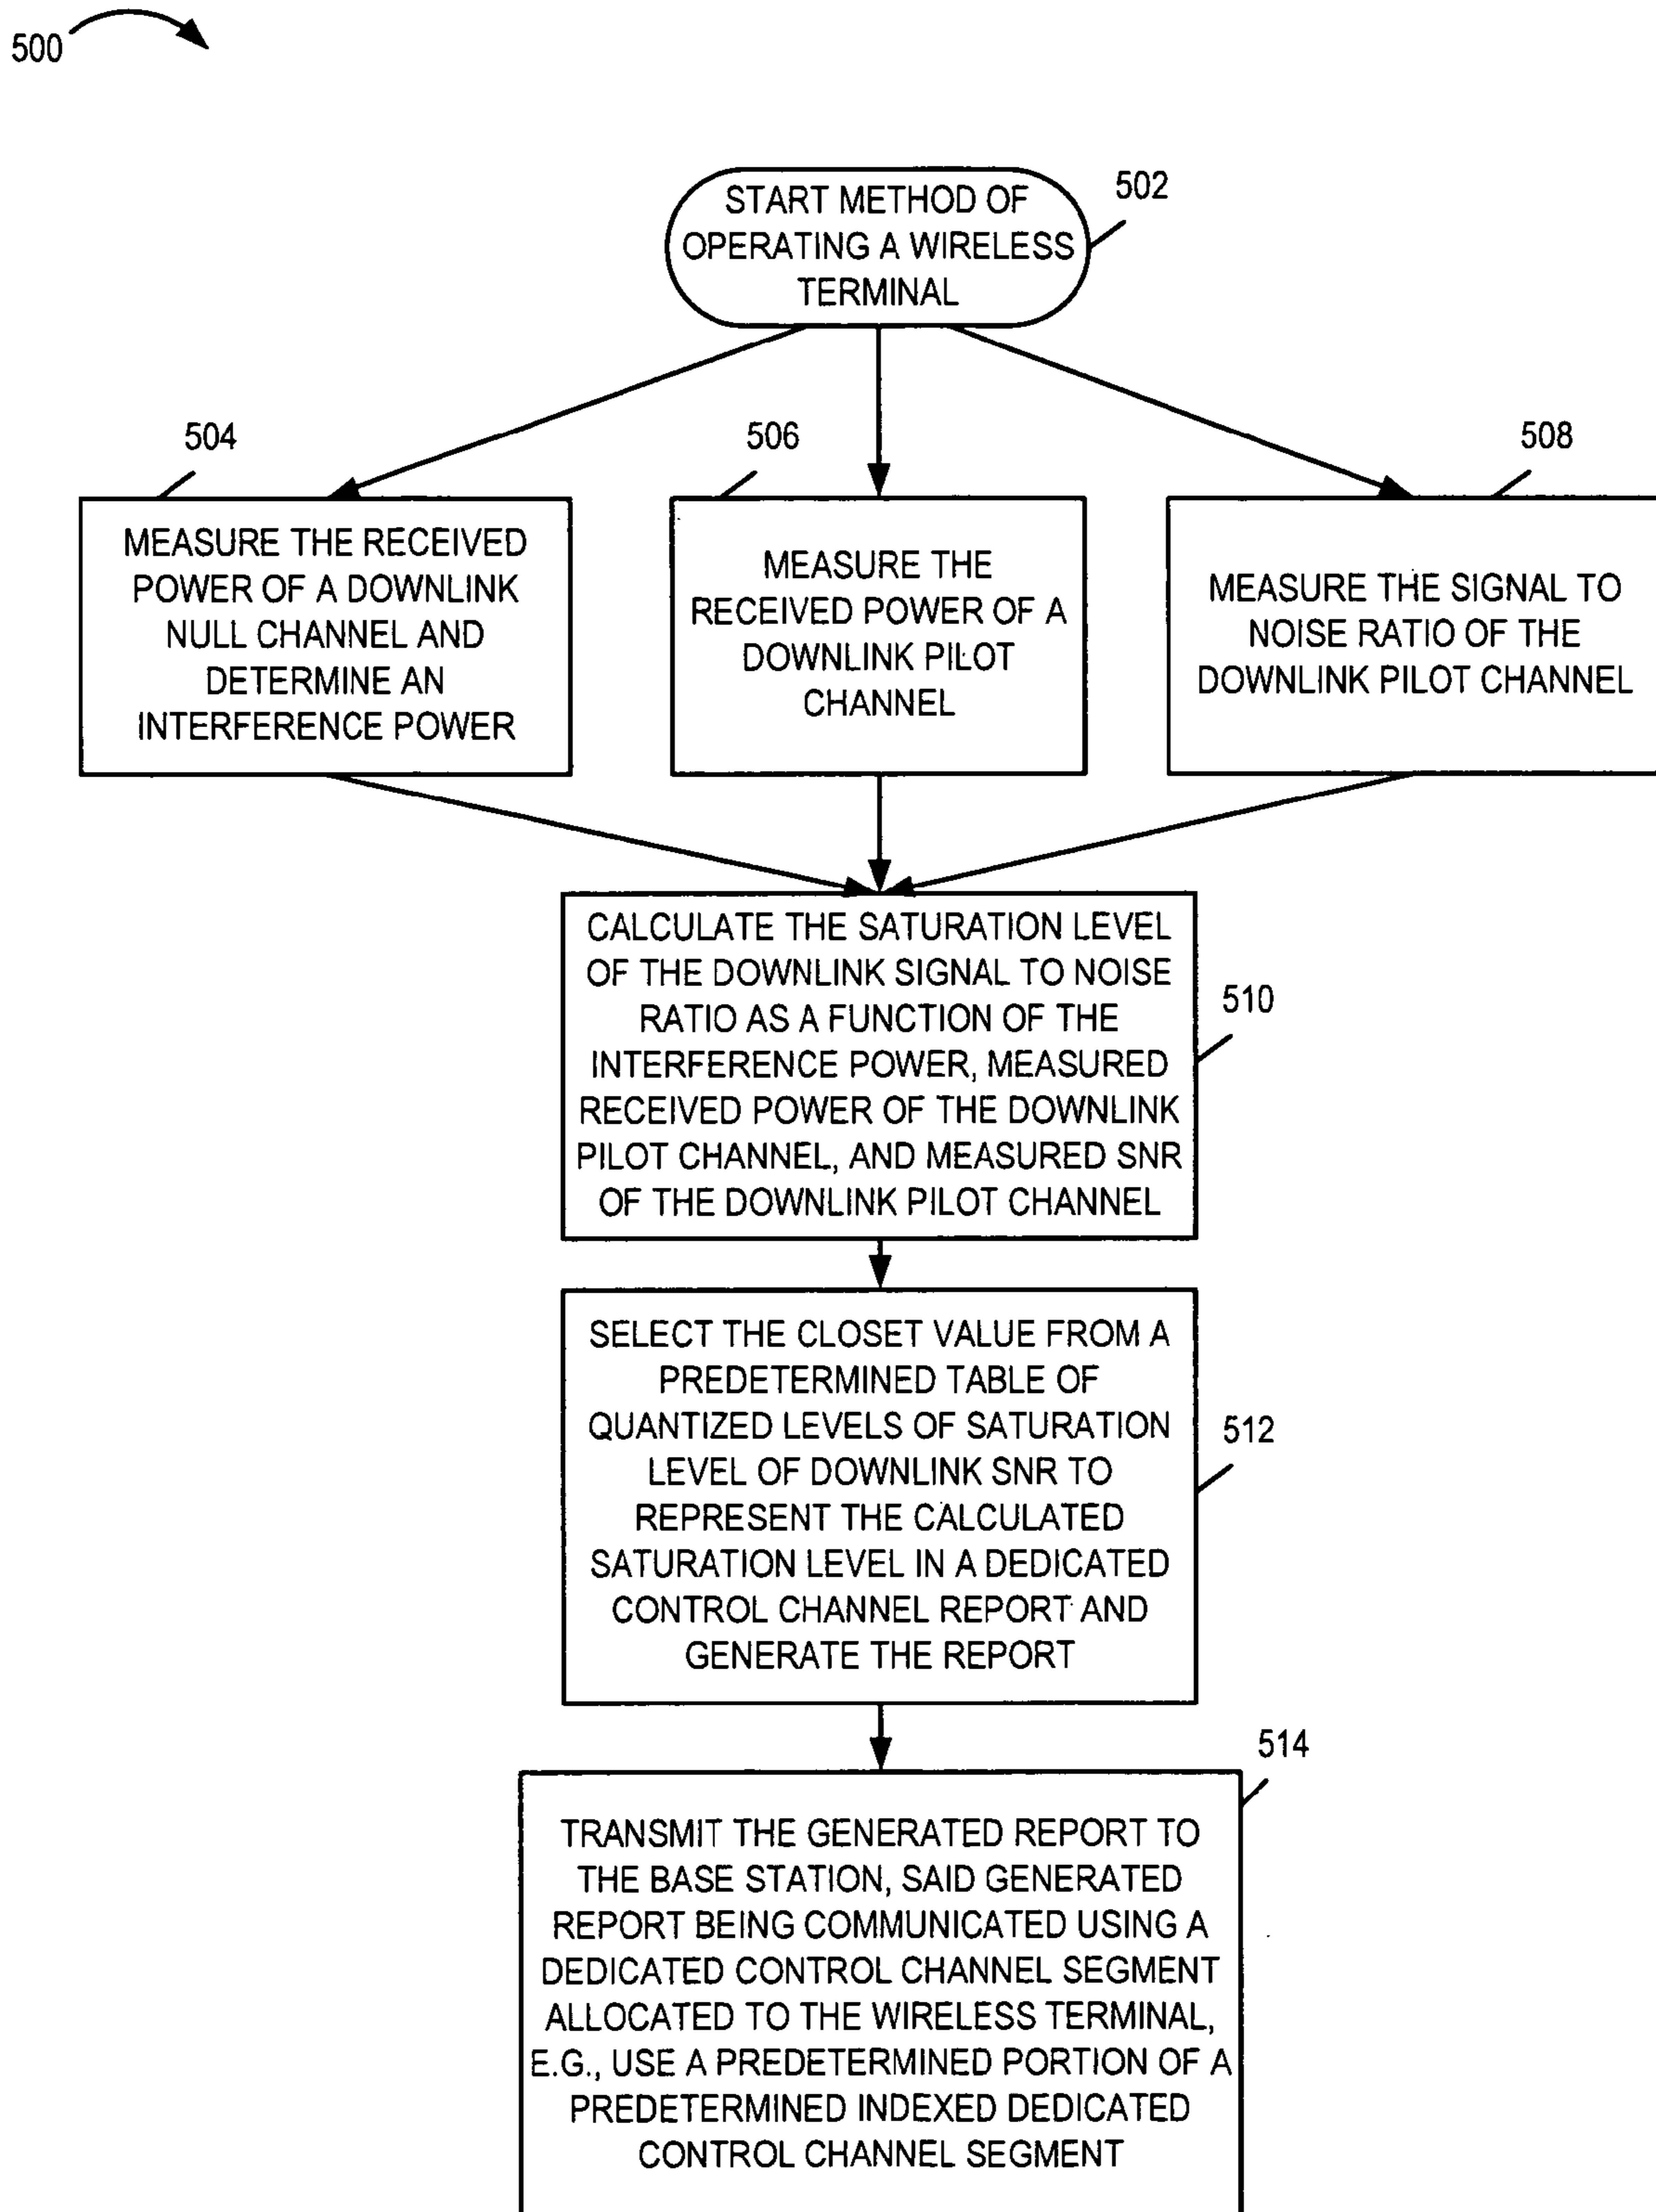 500
START METHOD OF
OPERATING A WIRELESS
TERMINAL
502
504
MEASURE THE RECEIVED
POWER OF A DOWNLINK
NULL CHANNEL AND
DETERMINE AN
INTERFERENCE POWER
506
MEASURE THE
RECEIVED POWER OF A
DOWNLINK PILOT
CHANNEL
508
MEASURE THE SIGNAL TO
NOISE RATIO OF THE
DOWNLINK PILOT CHANNEL
CALCULATE THE SATURATION LEVEL
OF THE DOWNLINK SIGNAL TO NOISE
RATIO AS A FUNCTION OF THE
INTERFERENCE POWER, MEASURED
RECEIVED POWER OF THE DOWNLINK
PILOT CHANNEL, AND MEASURED SNR
OF THE DOWNLINK PILOT CHANNEL
510
SELECT THE CLOSET VALUE FROM A
PREDETERMINED TABLE OF
QUANTIZED LEVELS OF SATURATION
LEVEL OF DOWNLINK SNR TO
REPRESENT THE CALCULATED
SATURATION LEVEL IN A DEDICATED
CONTROL CHANNEL REPORT AND
GENERATE THE REPORT
512
514
TRANSMIT THE GENERATED REPORT TO
THE BASE STATION, SAID GENERATED
REPORT BEING COMMUNICATED USING A
DEDICATED CONTROL CHANNEL SEGMENT
ALLOCATED TO THE WIRELESS TERMINAL,
E.G., USE A PREDETERMINED PORTION OF A
PREDETERMINED INDEXED DEDICATED
CONTROL CHANNEL SEGMENT